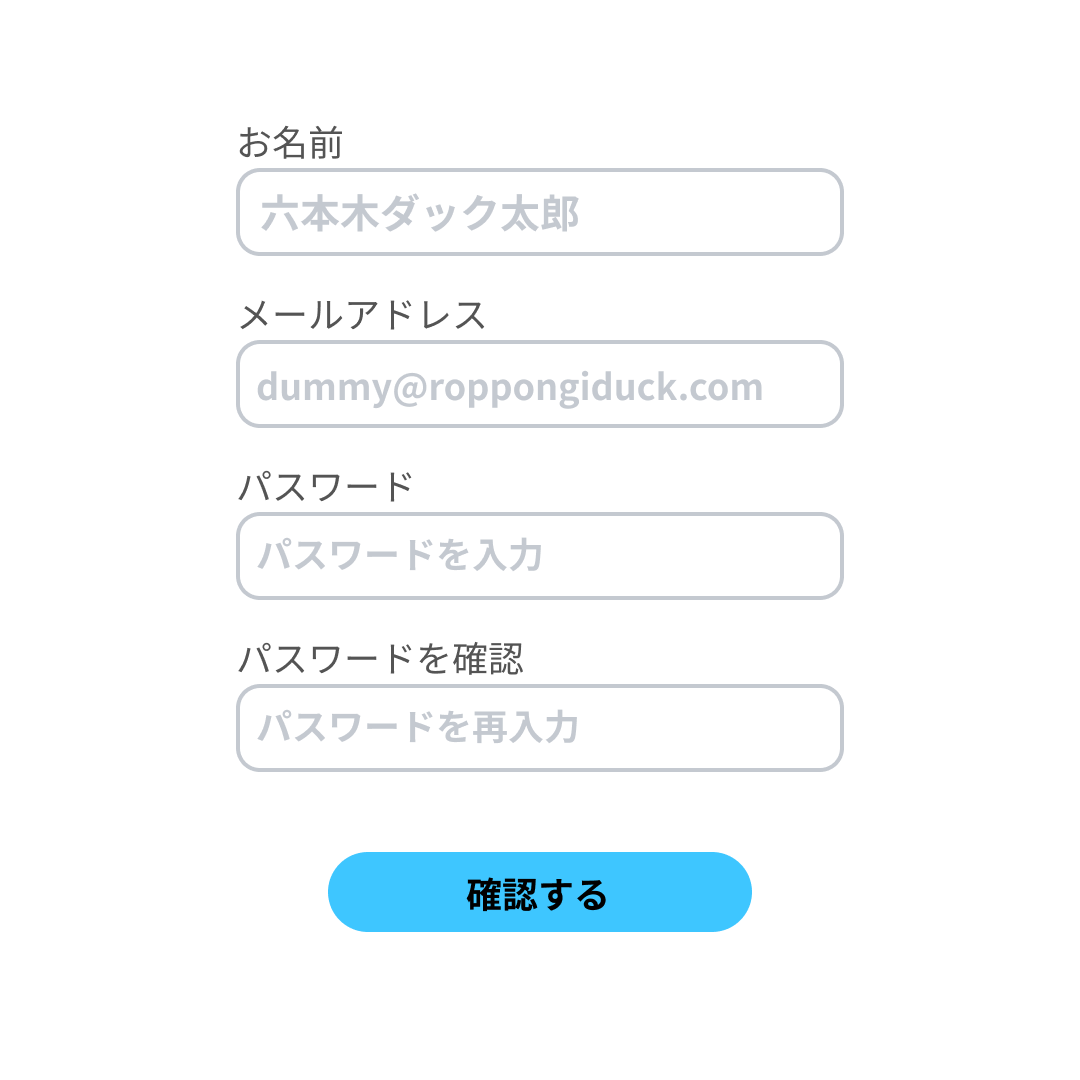 お名前
六本木ダック太郎
メールアドレス
dummy@roppongiduck.com
パスワード
パスワードを入力
パスワードを確認
パスワードを再入力
確認する